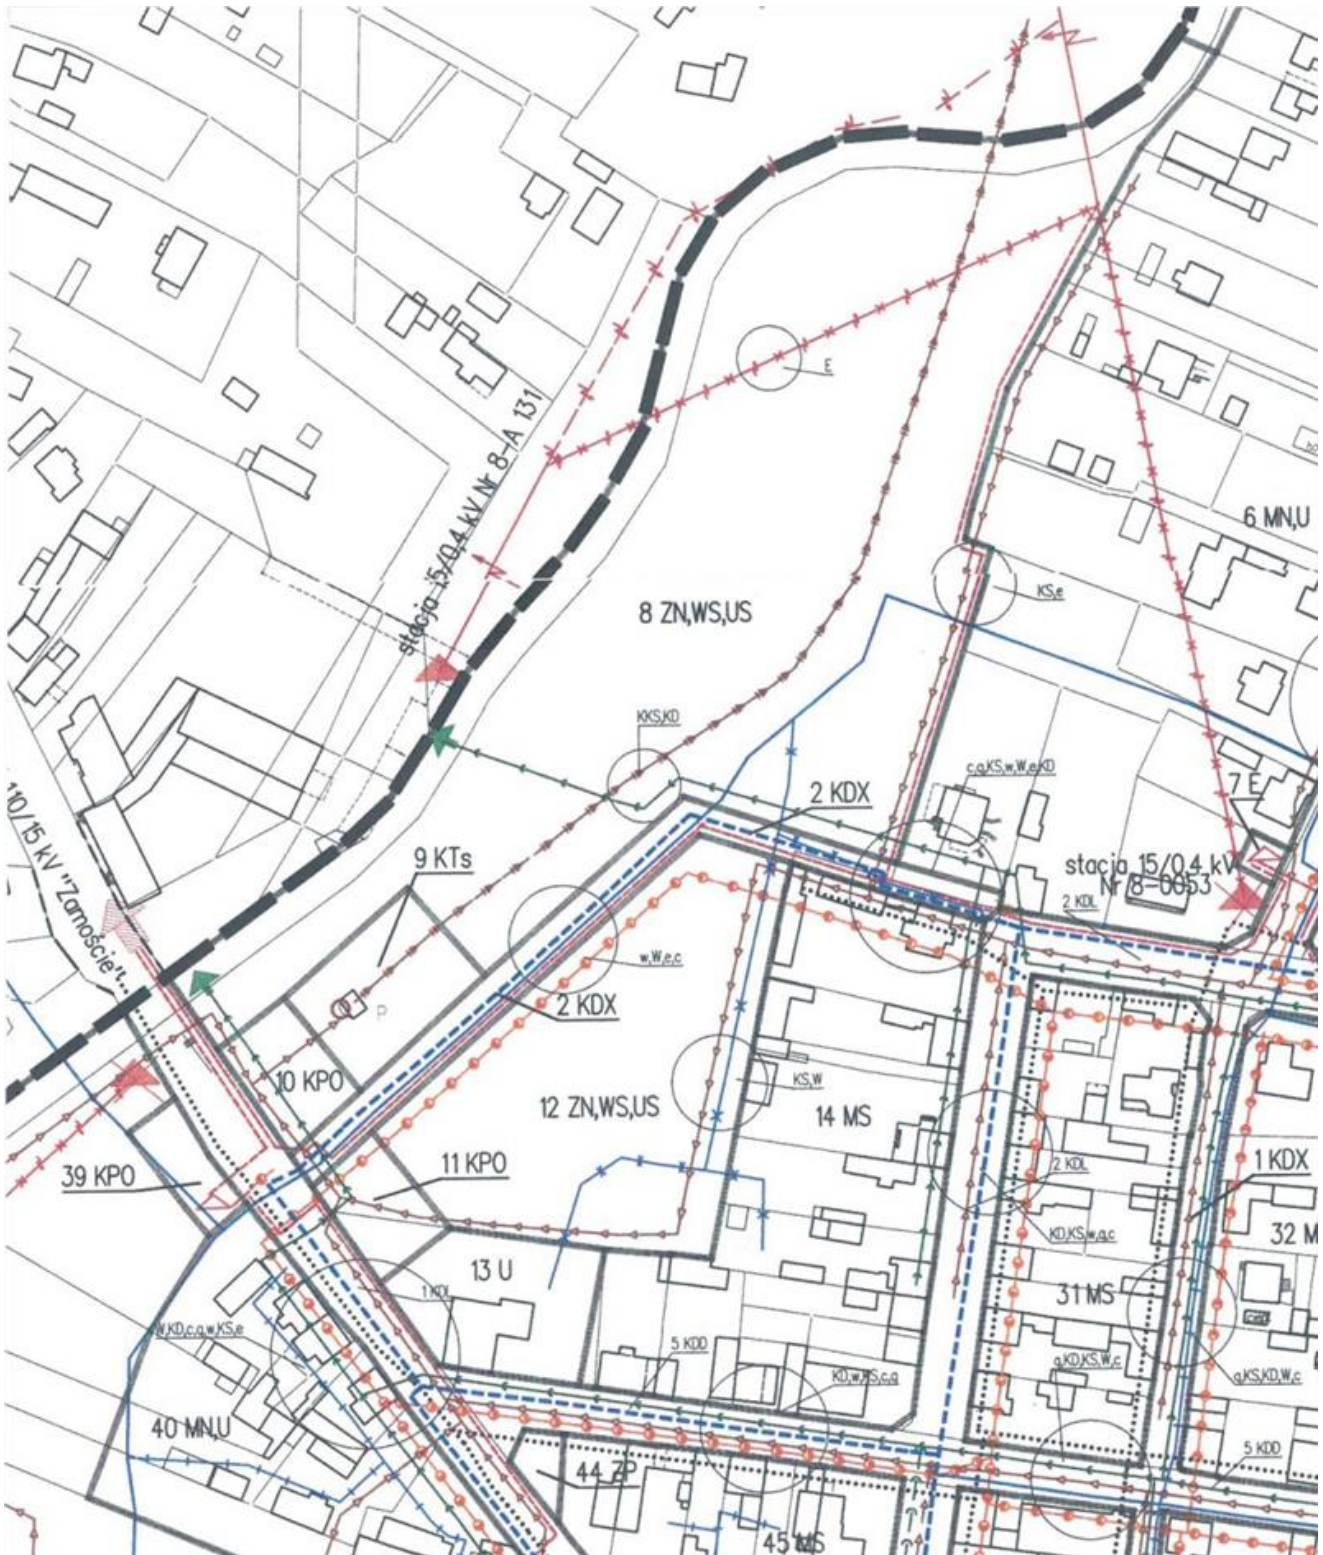 stacja 15/0,4 kV Nr 8-A 131
E
6 MN,U
KS,e
8 ZN,WS,US
KKS,KD
c,g,KS,w,W,e,KD
2 KDX
7 E
110/15 kV "Zamoście"
9 KTs
stacja 15/0,4 kV
Nr 8-0653
2 KDL
w,W,e,c
2 KDX
P
10 KPO
KS,W
12 ZN,WS,US
14 MS
39 KPO
11 KPO
2 KDL
1 KDX
KD,KS,w,g,c
32 M
13 U
1 KDL
31 MS
W,KD,c,g,w,KS,e
5 KDD
KD,w,KS,c,g
g,KD,KS,W,c
g,KS,KD,W,c
40 MN,U
5 KDD
44 ZP
45 MS